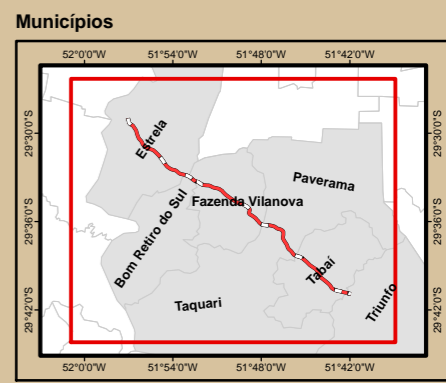 Municípios
52°0'0"W 51°54'0"W 51°48'0"W 51°42'0"W
29°30'0"S 29°30'0"S
Estrela
Paverama
Fazenda Vilanova
Bom Retiro do Sul
29°36'0"S 29°36'0"S
Tabaí
Taquari
Triunfo
29°42'0"S 29°42'0"S
52°0'0"W 51°54'0"W 51°48'0"W 51°42'0"W